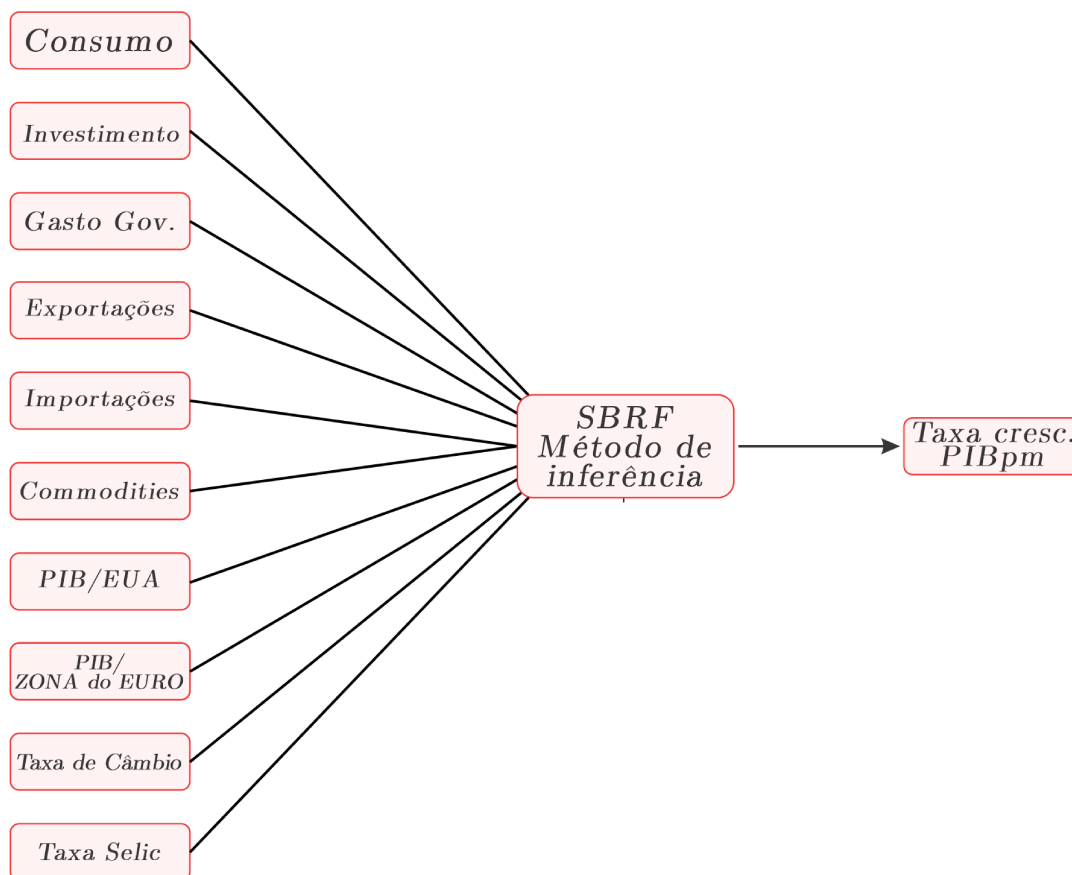 Consumo
Investimento
Gasto Gov.
Exportações
Importações
Commodities
PIB/EUA
PIB/
ZONA do EURO
Taxa de Câmbio
Taxa Selic
SBRF
Método de
inferência
Taxa cresc.
PIBpm